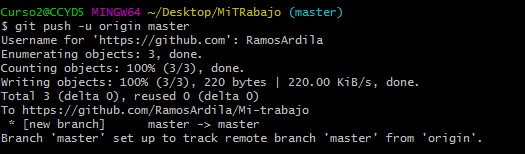 Curso2@CCYD5 MINGW64 ~/Desktop/MiTRabajo (master)
$ git push -u origin master
Username for 'https://github.com': RamosArdila
Enumerating objects: 3, done.
Counting objects: 100% (3/3), done.
Writing objects: 100% (3/3), 220 bytes | 220.00 KiB/s, done.
Total 3 (delta 0), reused 0 (delta 0)
To https://github.com/RamosArdila/Mi-trabajo
 * [new branch]      master -> master
Branch 'master' set up to track remote branch 'master' from 'origin'.